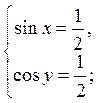 sin x = 1/2,
cos y = 1/2;